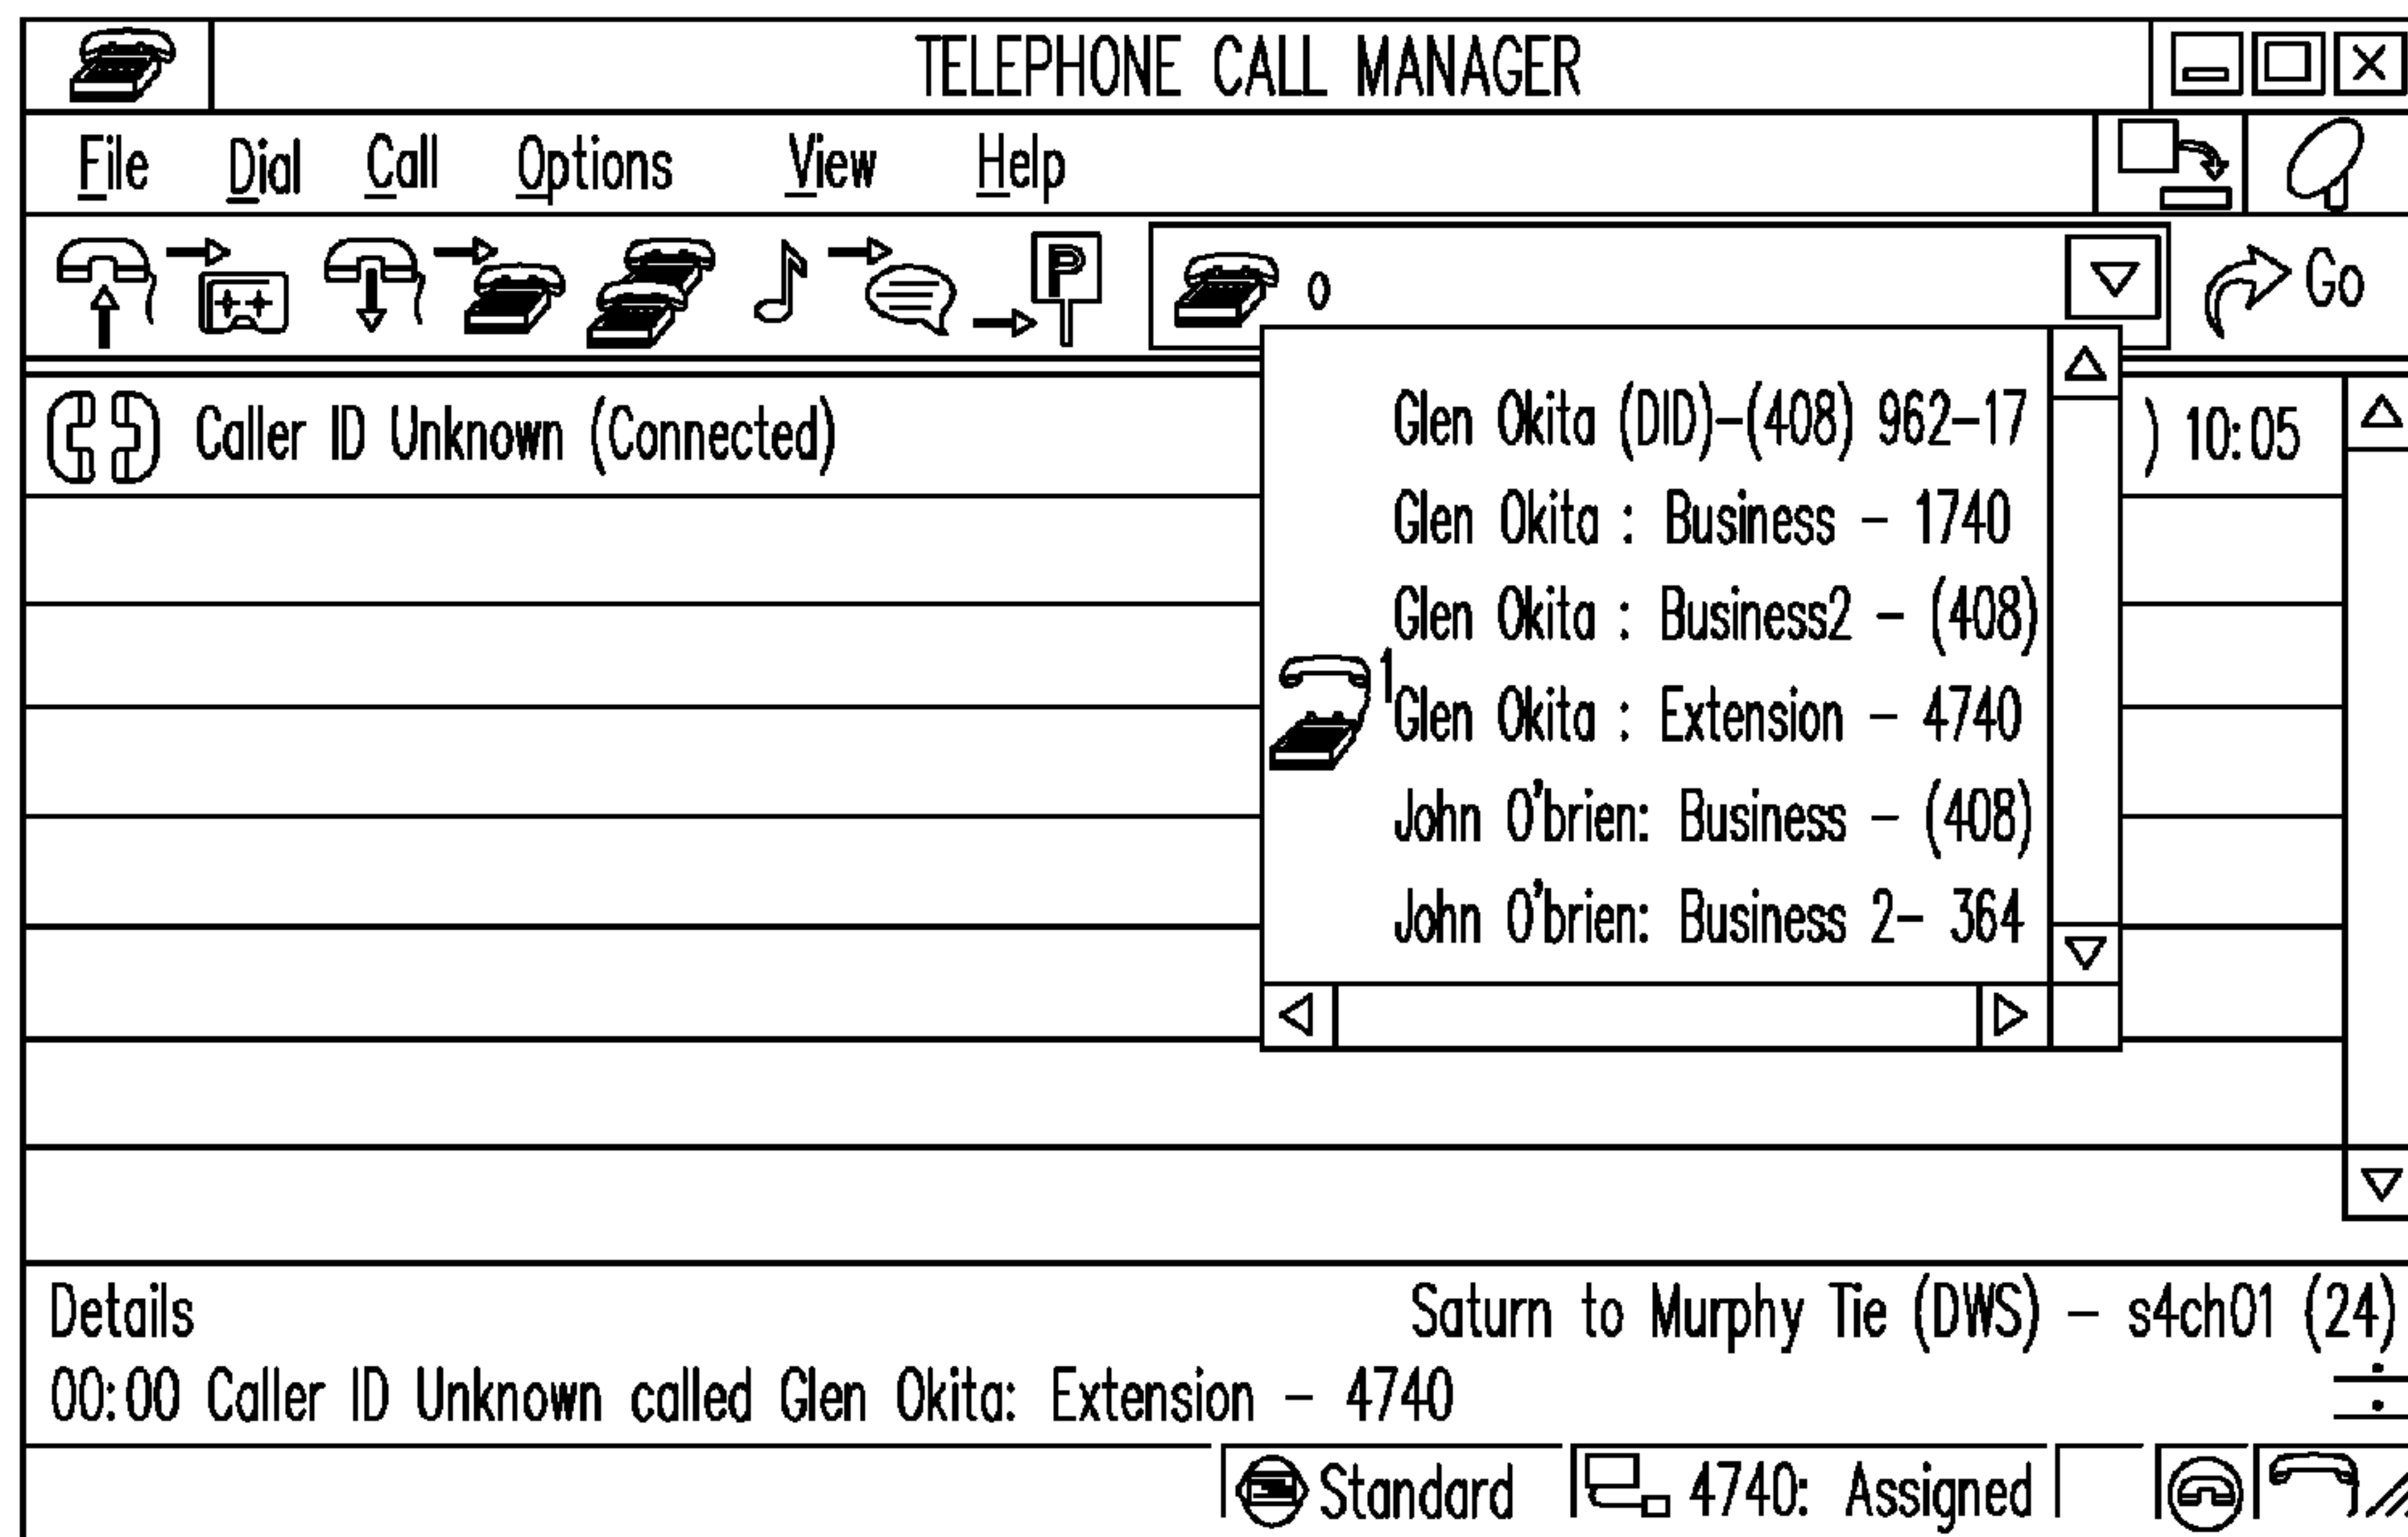 TELEPHONE CALL MANAGER
File Dial Call Options View Help
P o Go
Caller ID Unknown (Connected) ) 10:05
Glen Okita (DID)-(408) 962-17
Glen Okita : Business - 1740
Glen Okita : Business2 - (408)
1 Glen Okita : Extension - 4740
John O'brien: Business - (408)
John O'brien: Business 2- 364
Details Saturn to Murphy Tie (DWS) - s4ch01 (24)
00:00 Caller ID Unknown called Glen Okita: Extension - 4740
Standard 4740: Assigned